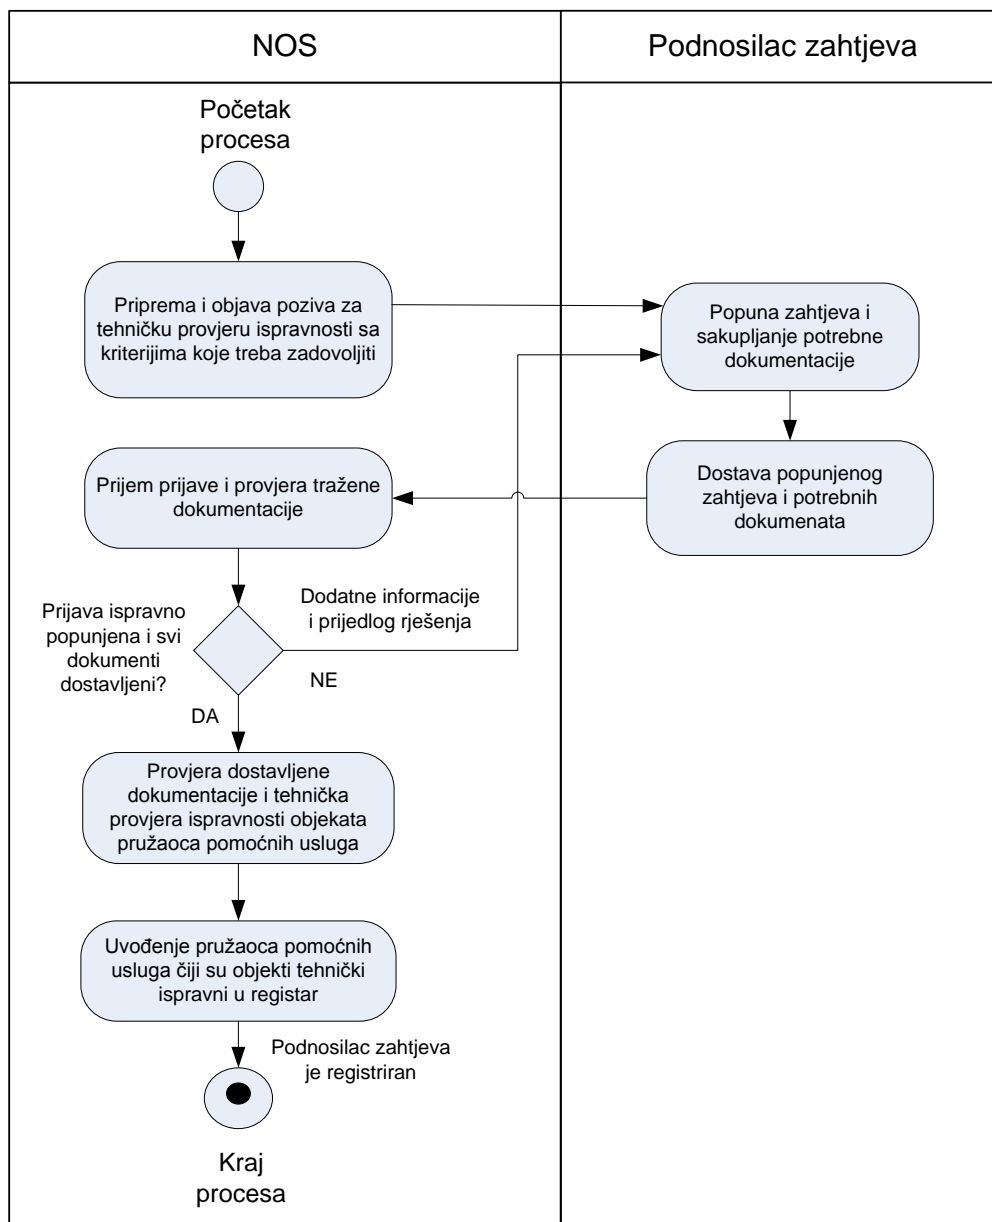 NOS
Podnosilac zahtjeva
Početak
procesa
Priprema i objava poziva za
tehničku provjeru ispravnosti sa
kriterijima koje treba zadovoljiti
Popuna zahtjeva i
sakupljanje potrebne
dokumentacije
Dostava popunjenog
zahtjeva i potrebnih
dokumenata
Prijem prijave i provjera tražene
dokumentacije
Prijava ispravno
popunjena i svi
dokumenti
dostavljeni?
Dodatne informacije
i prijedlog rješenja
NE
DA
Provjera dostavljene
dokumentacije i tehnička
provjera ispravnosti objekata
pružaoca pomoćnih usluga
Uvođenje pružaoca pomoćnih
usluga čiji su objekti tehnički
ispravni u registar
Podnosilac zahtjeva
je registriran
Kraj
procesa